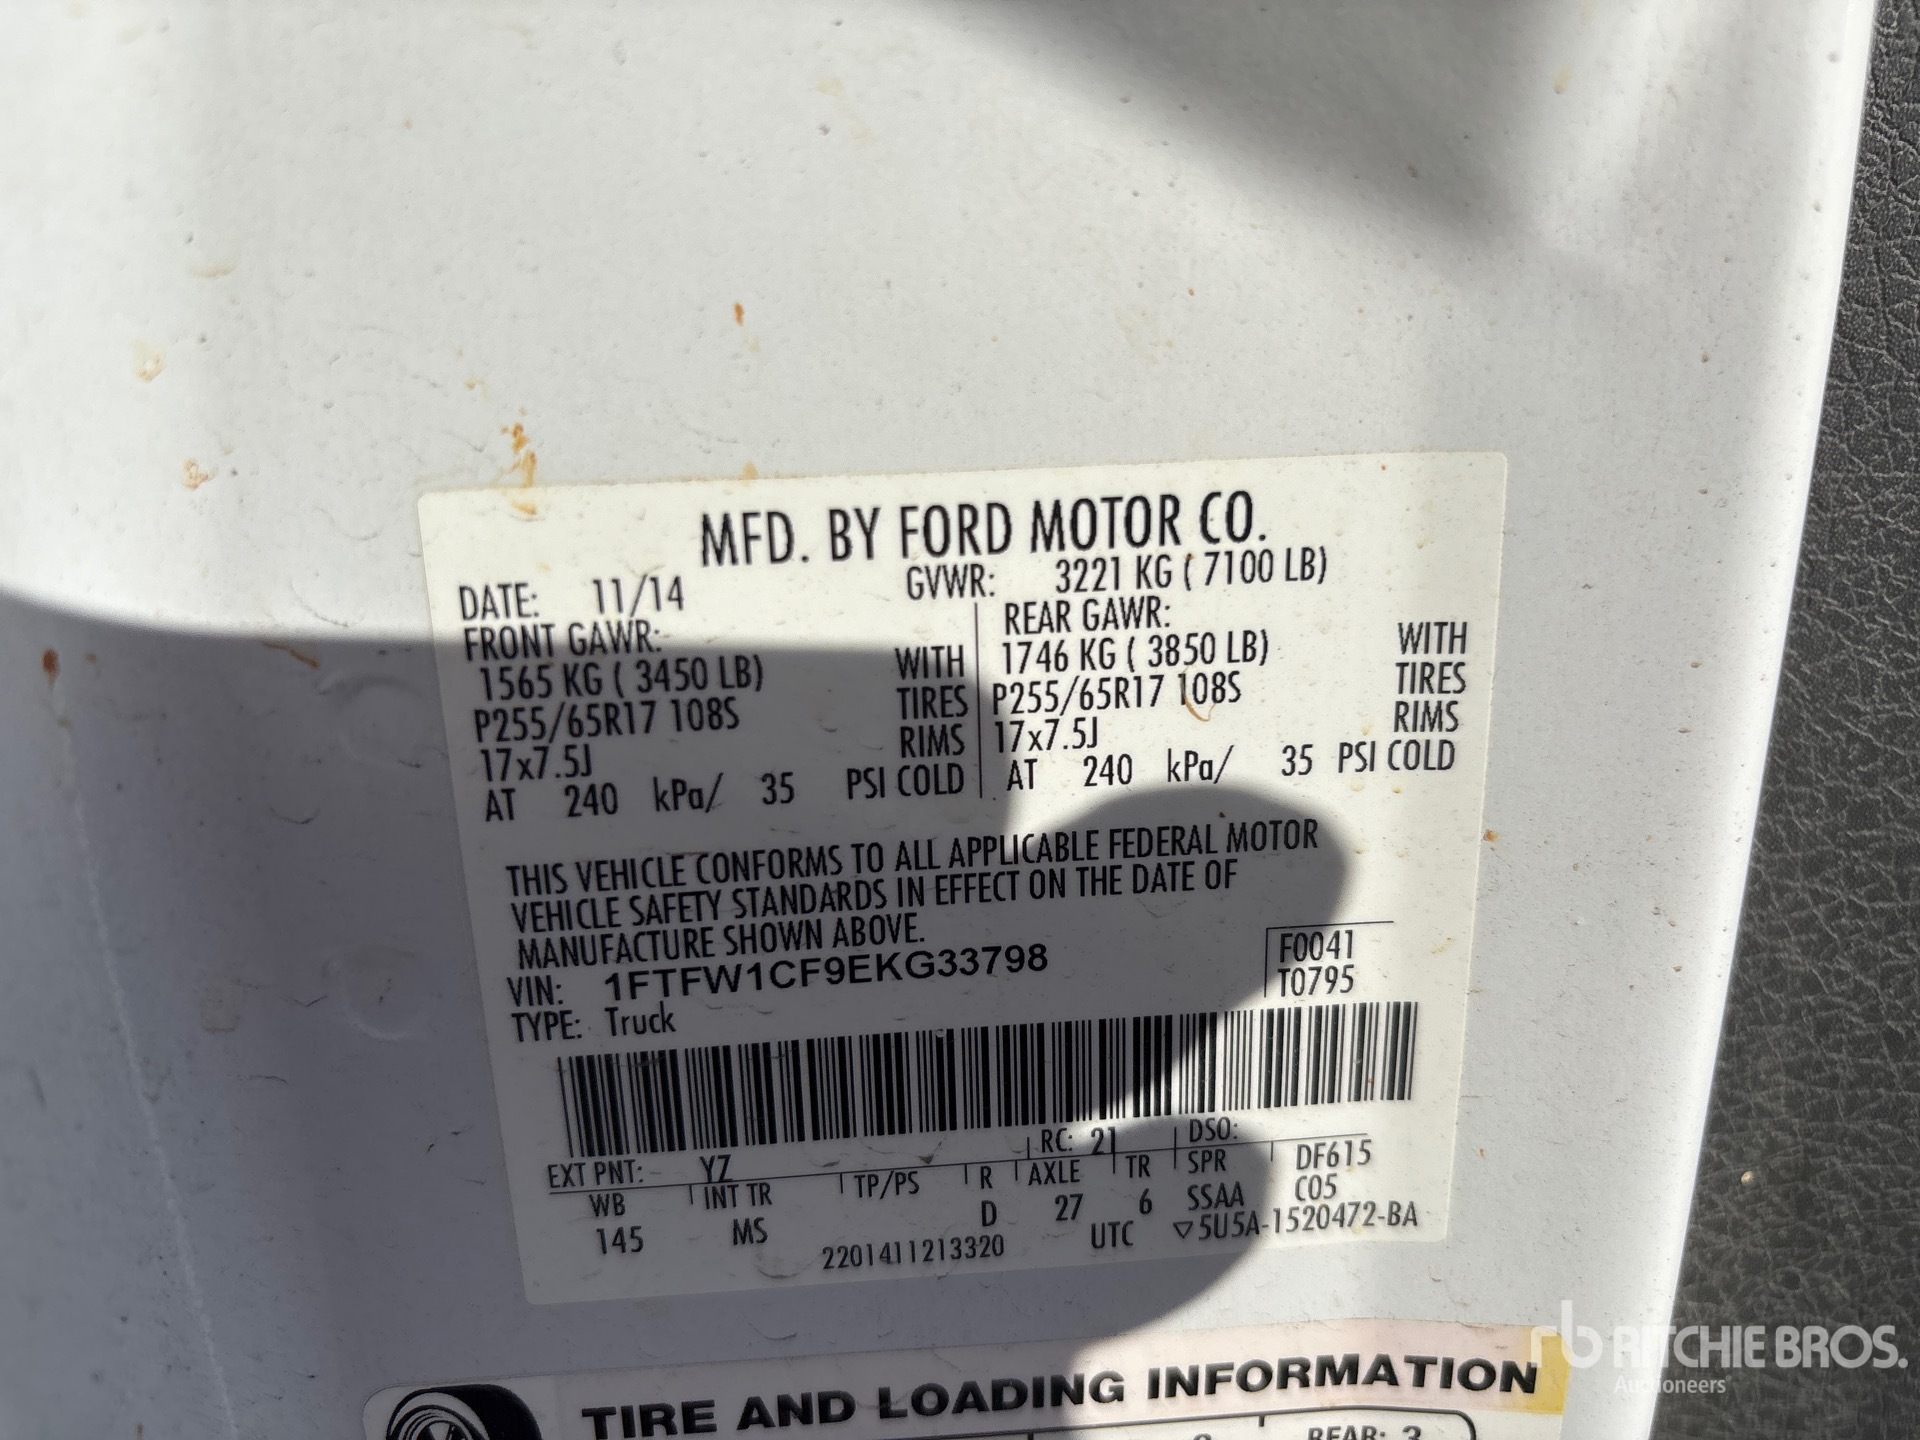 MFD. BY FORD MOTOR CO.
DATE: 11/14 GVWR: 3221 KG ( 7100 LB)
FRONT GAWR: REAR GAWR:
1565 KG ( 3450 LB) WITH 1746 KG ( 3850 LB) WITH
P255/65R17 108S TIRES P255/65R17 108S TIRES
17x7.5J RIMS 17x7.5J RIMS
AT 240 kPa/ 35 PSI COLD AT 240 kPa/ 35 PSI COLD
THIS VEHICLE CONFORMS TO ALL APPLICABLE FEDERAL MOTOR
VEHICLE SAFETY STANDARDS IN EFFECT ON THE DATE OF
MANUFACTURE SHOWN ABOVE.
VIN: 1FTFW1CF9EKG33798 F0041
TYPE: Truck T0795
EXT PNT: YZ RC: 21 DSO:
WB INT TR TP/PS R AXLE TR SPR DF615
145 MS D 27 6 SSAA C05
2201411213320 UTC ▽5U5A-1520472-BA
TIRE AND LOADING INFORMATION
REAR: 3
rb RITCHIE BROS.
Auctioneers